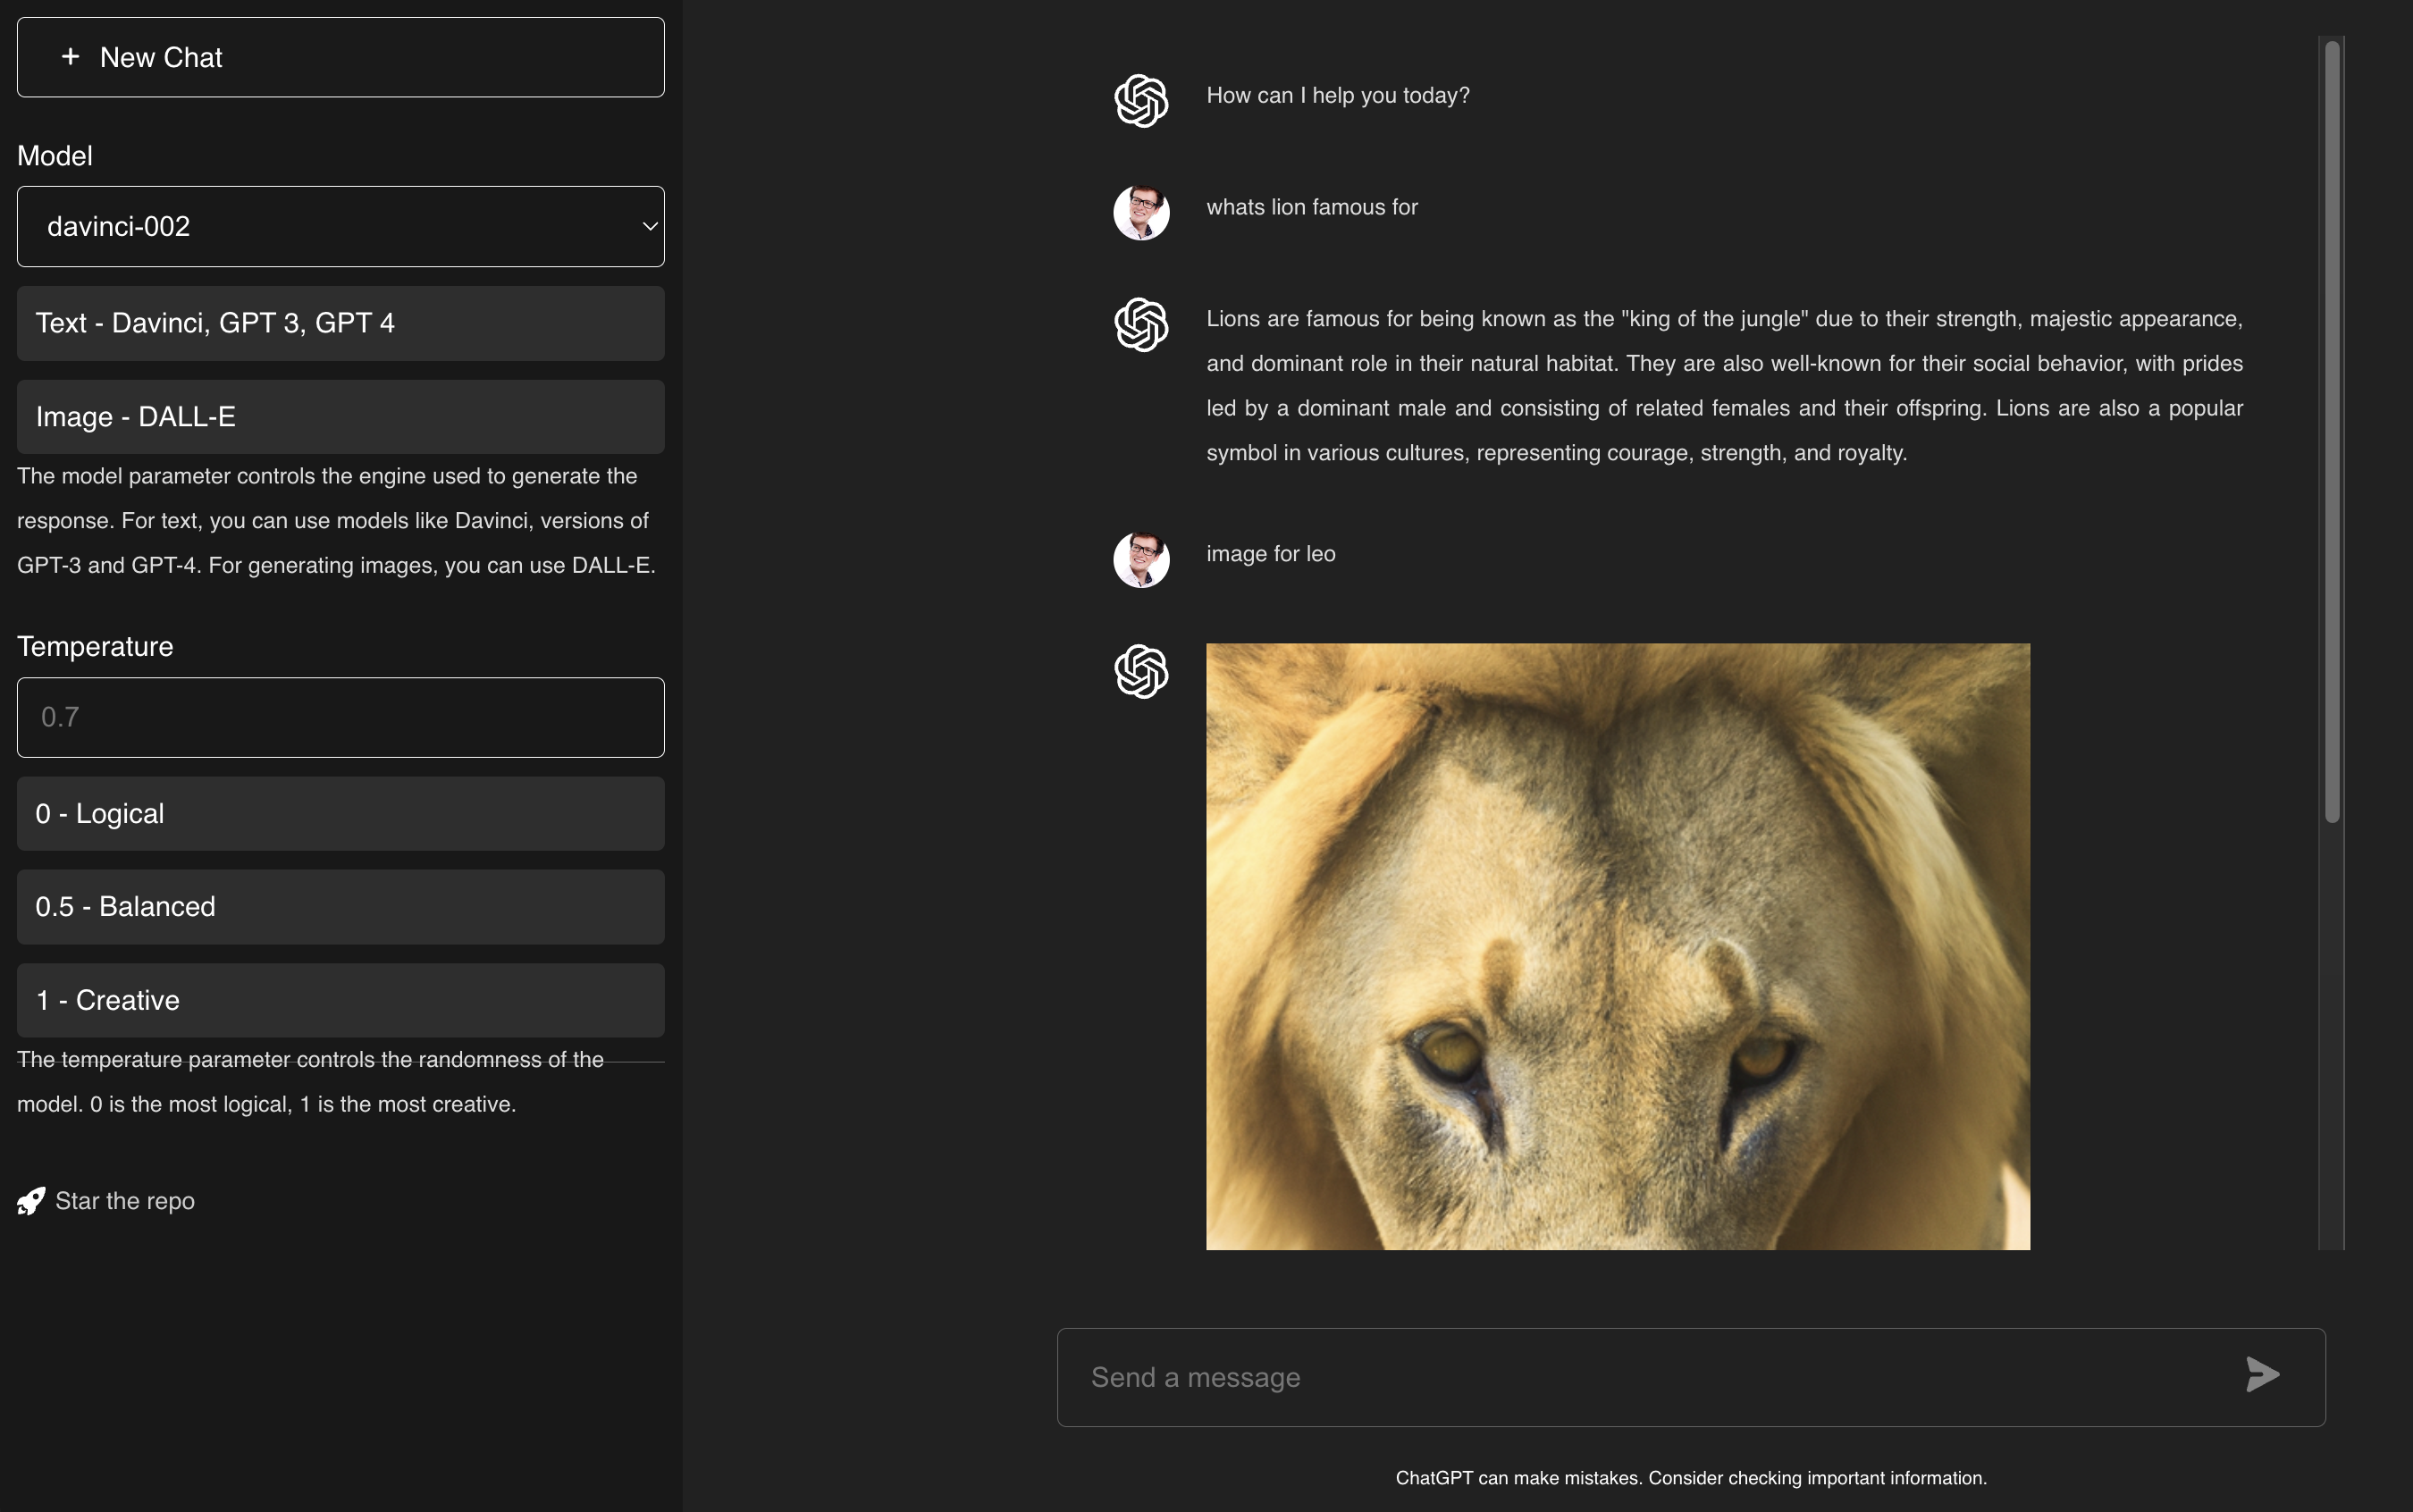 + New Chat
Model
davinci-002
Text - Davinci, GPT 3, GPT 4
Image - DALL-E
The model parameter controls the engine used to generate the
response. For text, you can use models like Davinci, versions of
GPT-3 and GPT-4. For generating images, you can use DALL-E.
Temperature
0.7
0 - Logical
0.5 - Balanced
1 - Creative
The temperature parameter controls the randomness of the
model. 0 is the most logical, 1 is the most creative.
Star the repo
How can I help you today?
whats lion famous for
Lions are famous for being known as the "king of the jungle" due to their strength, majestic appearance,
and dominant role in their natural habitat. They are also well-known for their social behavior, with prides
led by a dominant male and consisting of related females and their offspring. Lions are also a popular
symbol in various cultures, representing courage, strength, and royalty.
image for leo
Send a message
ChatGPT can make mistakes. Consider checking important information.